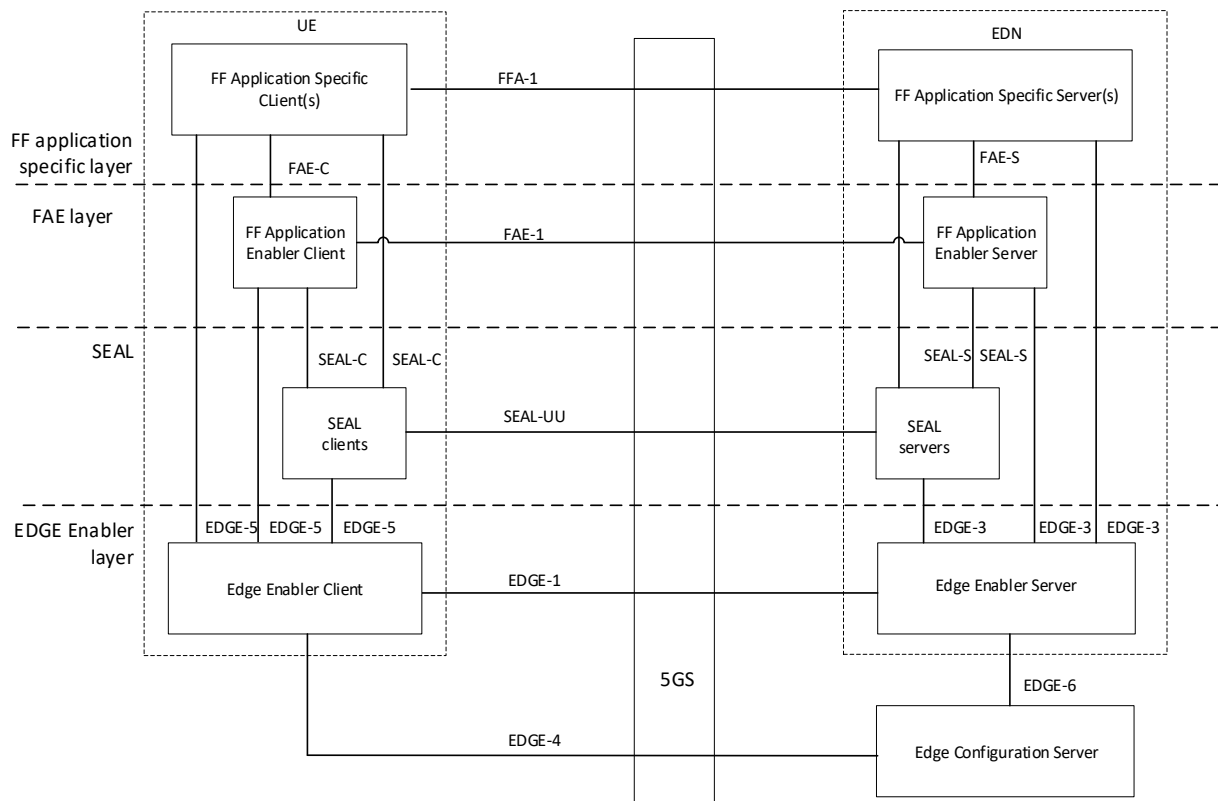 UE
EDN
FF Application Specific
CLient(s)
FFA-1
FF Application Specific Server(s)
FF application
specific layer
FAE-C
FAE-S
FAE layer
FF Application
Enabler Client
FAE-1
FF Application
Enabler Server
SEAL
SEAL-C
SEAL-C
SEAL-S
SEAL-S
SEAL
clients
SEAL-UU
SEAL
servers
EDGE Enabler
layer
EDGE-5
EDGE-5
EDGE-5
EDGE-3
EDGE-3
EDGE-3
Edge Enabler Client
EDGE-1
Edge Enabler Server
5GS
EDGE-6
EDGE-4
Edge Configuration Server